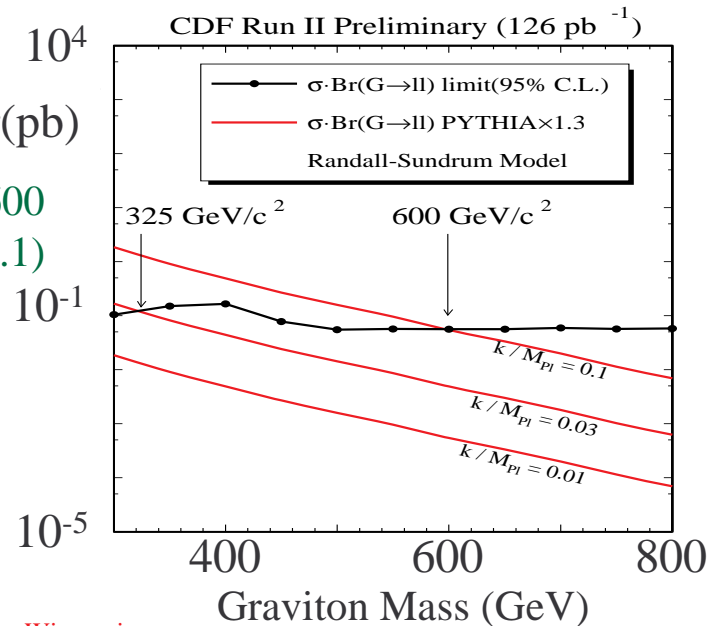 CDF Run II Preliminary (126 pb -1)
10^4
σ·Br(G→ll) limit(95% C.L.)
(pb)
σ·Br(G→ll) PYTHIA×1.3
Randall-Sundrum Model
325 GeV/c 2
600 GeV/c 2
.1)
10^-1
k / M_Pl = 0.1
k / M_Pl = 0.03
k / M_Pl = 0.01
10^-5
400 600 800
Graviton Mass (GeV)